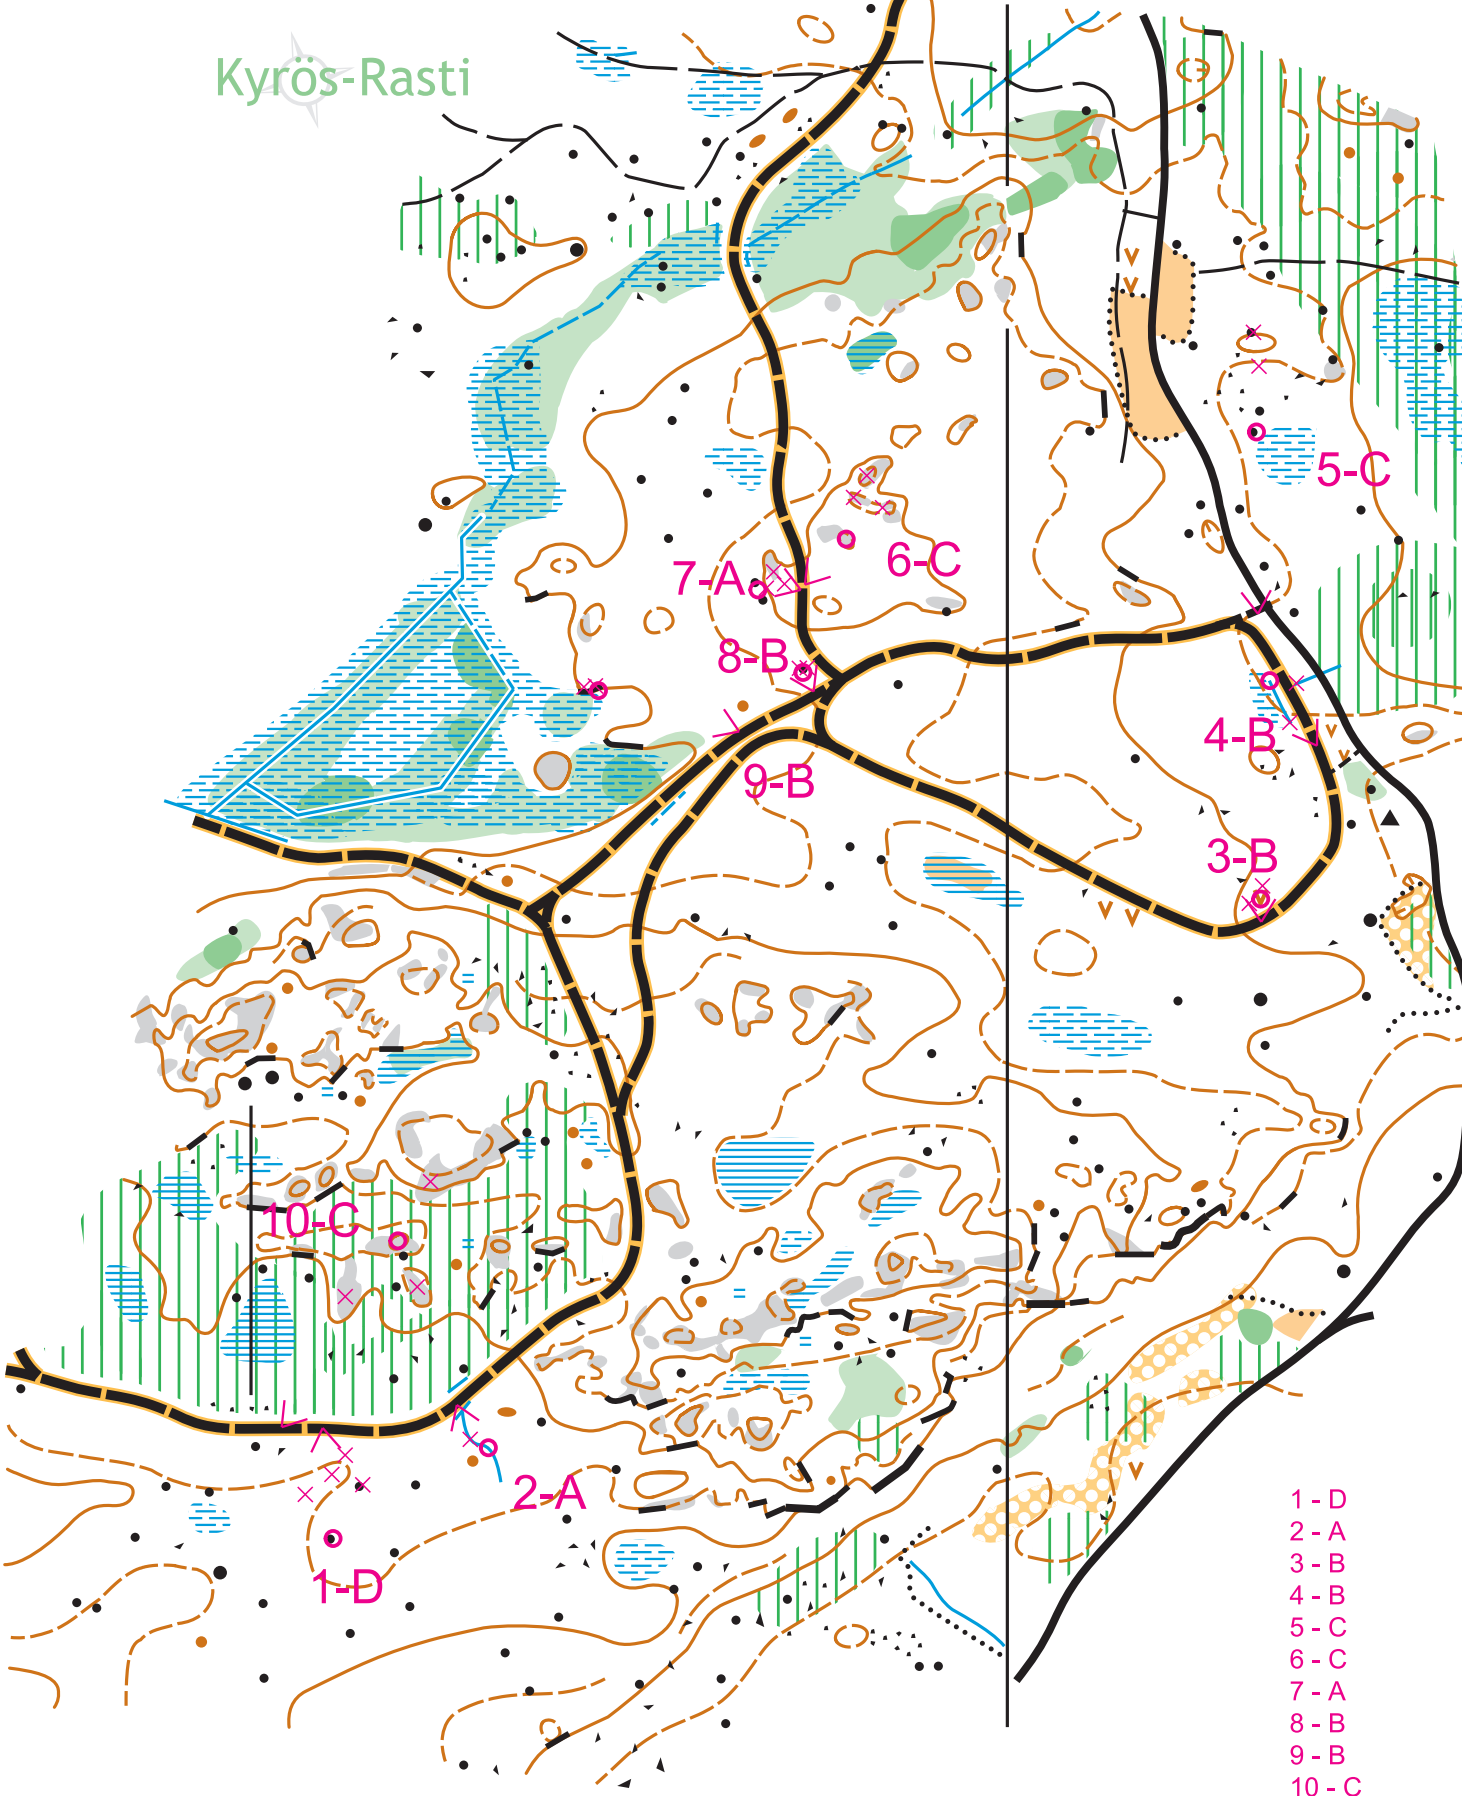 Kyrös-Rasti
5-C
6-C
7-A
8-B
4-B
9-B
3-B
10-C
2-A
1-D
1 - D
2 - A
3 - B
4 - B
5 - C
6 - C
7 - A
8 - B
9 - B
10 - C